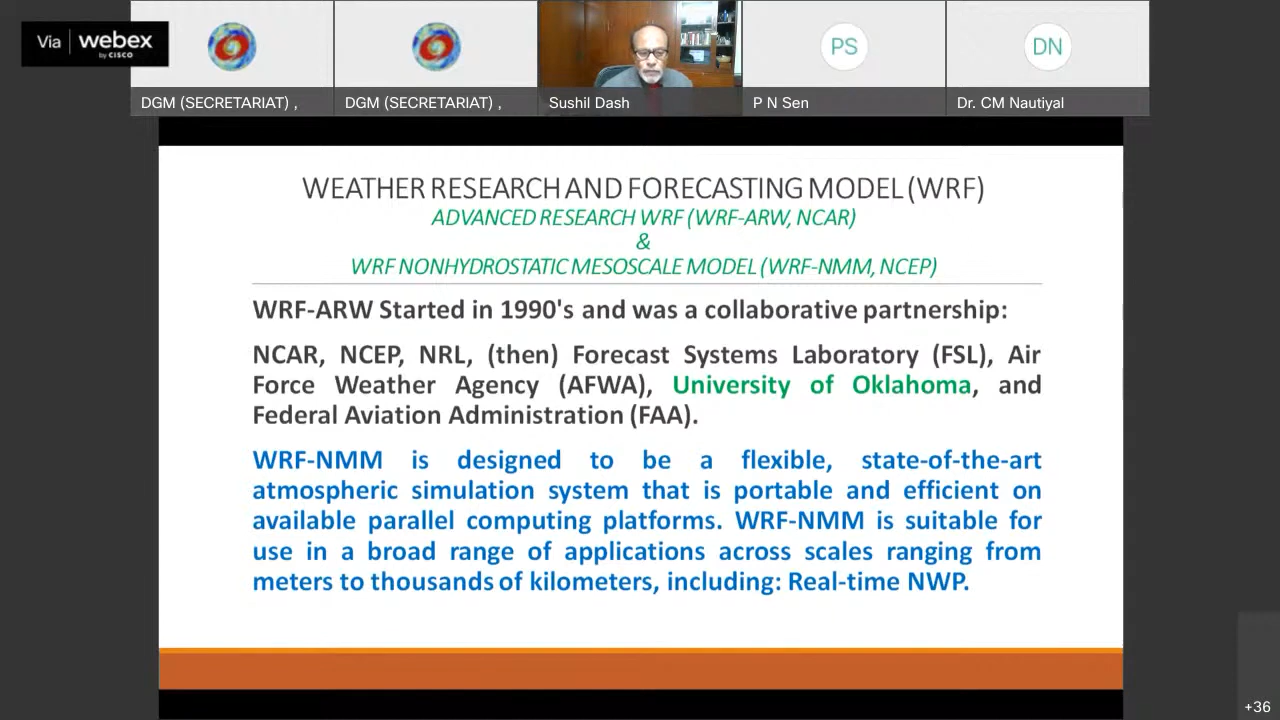 Via | webex
by CISCO
DGM (SECRETARIAT) ,
DGM (SECRETARIAT) ,
Sushil Dash
PS
P N Sen
DN
Dr. CM Nautiyal
WEATHER RESEARCH AND FORECASTING MODEL (WRF)
ADVANCED RESEARCH WRF (WRF-ARW, NCAR)
&
WRF NONHYDROSTATIC MESOSCALE MODEL (WRF-NMM, NCEP)
WRF-ARW Started in 1990's and was a collaborative partnership:
NCAR, NCEP, NRL, (then) Forecast Systems Laboratory (FSL), Air
Force Weather Agency (AFWA), University of Oklahoma, and
Federal Aviation Administration (FAA).
WRF-NMM is designed to be a flexible, state-of-the-art
atmospheric simulation system that is portable and efficient on
available parallel computing platforms. WRF-NMM is suitable for
use in a broad range of applications across scales ranging from
meters to thousands of kilometers, including: Real-time NWP.
+36